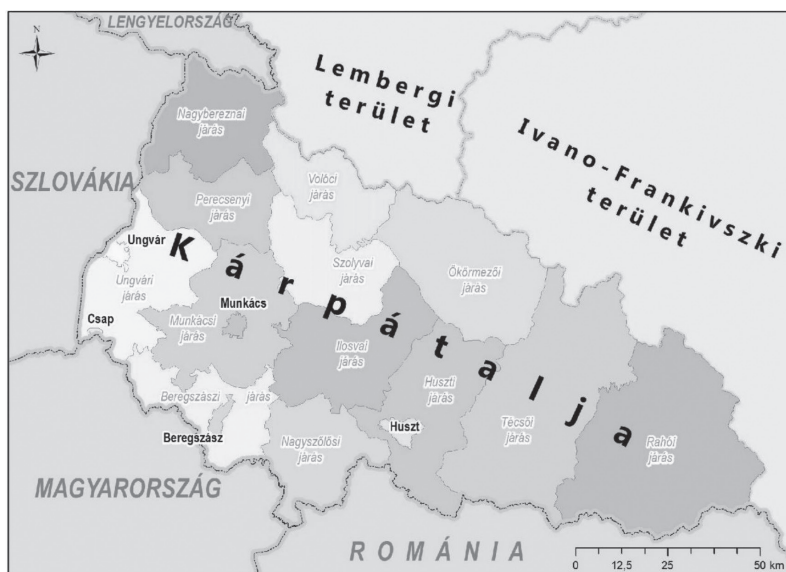 LENGYELORSZÁG
N
Lembergi
terület
Ivano-Frankivszki
terület
SZLOVÁKIA
Nagybereznai
járás
Volóci
járás
Perecsenyi
járás
Ungvár
Kárpátalja
Szolyvai
járás
Ökörmezői
járás
Ungvári
járás
Csap
Munkács
Munkácsi
járás
Ilosvai
járás
Huszti
járás
Beregszászi járás
Huszt
Técsői
járás
Rahói
járás
Beregszász
Nagyszőlősi
járás
MAGYARORSZÁG
ROMÁNIA
0 12,5 25 50 km